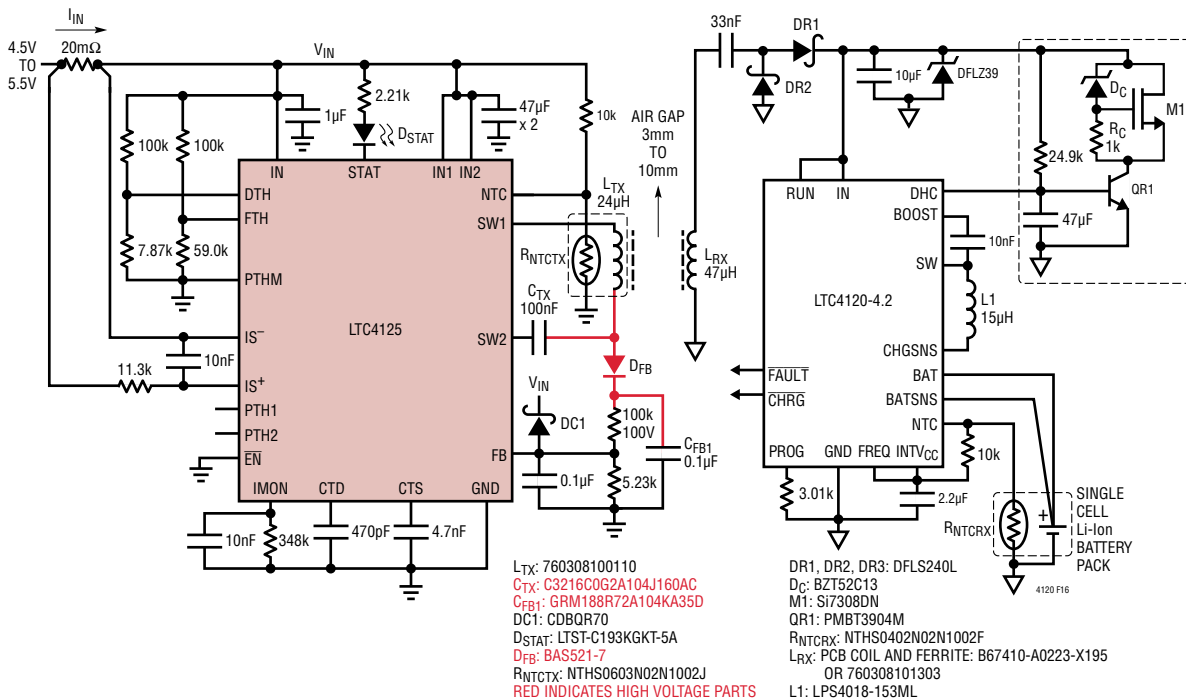 I_IN
4.5V
TO
5.5V
20mΩ
V_IN
2.21k
1µF
D_STAT
47µF
x 2
10k
100k
100k
IN
STAT
IN1
IN2
DTH
FTH
7.87k
59.0k
PTHM
IS–
10nF
11.3k
IS+
PTH1
PTH2
EN
LTC4125
NTC
SW1
SW2
FB
IMON
CTD
CTS
GND
10nF
348k
470pF
4.7nF
L_TX
24µH
R_NTCTX
C_TX
100nF
D_FB
V_IN
DC1
100k
100V
C_FB1
0.1µF
0.1µF
5.23k
AIR GAP
3mm
TO
10mm
L_RX
47µH
33nF
DR1
DR2
10µF
DFLZ39
24.9k
D_C
R_C
1k
M1
QR1
47µF
RUN
IN
DHC
BOOST
10nF
SW
L1
15µH
LTC4120-4.2
CHGSNS
BAT
BATSNS
NTC
FAULT
CHRG
PROG
GND
FREQ
INTV_CC
10k
3.01k
2.2µF
R_NTCRX
+
SINGLE
CELL
Li-Ion
BATTERY
PACK
4120 F16
L_TX: 760308100110
C_TX: C3216C0G2A104J160AC
C_FB1: GRM188R72A104KA35D
DC1: CDBQR70
D_STAT: LTST-C193KGKT-5A
D_FB: BAS521-7
R_NTCTX: NTHS0603N02N1002J
RED INDICATES HIGH VOLTAGE PARTS
DR1, DR2, DR3: DFLS240L
D_C: BZT52C13
M1: Si7308DN
QR1: PMBT3904M
R_NTCRX: NTHS0402N02N1002F
L_RX: PCB COIL AND FERRITE: B67410-A0223-X195
OR 760308101303
L1: LPS4018-153ML